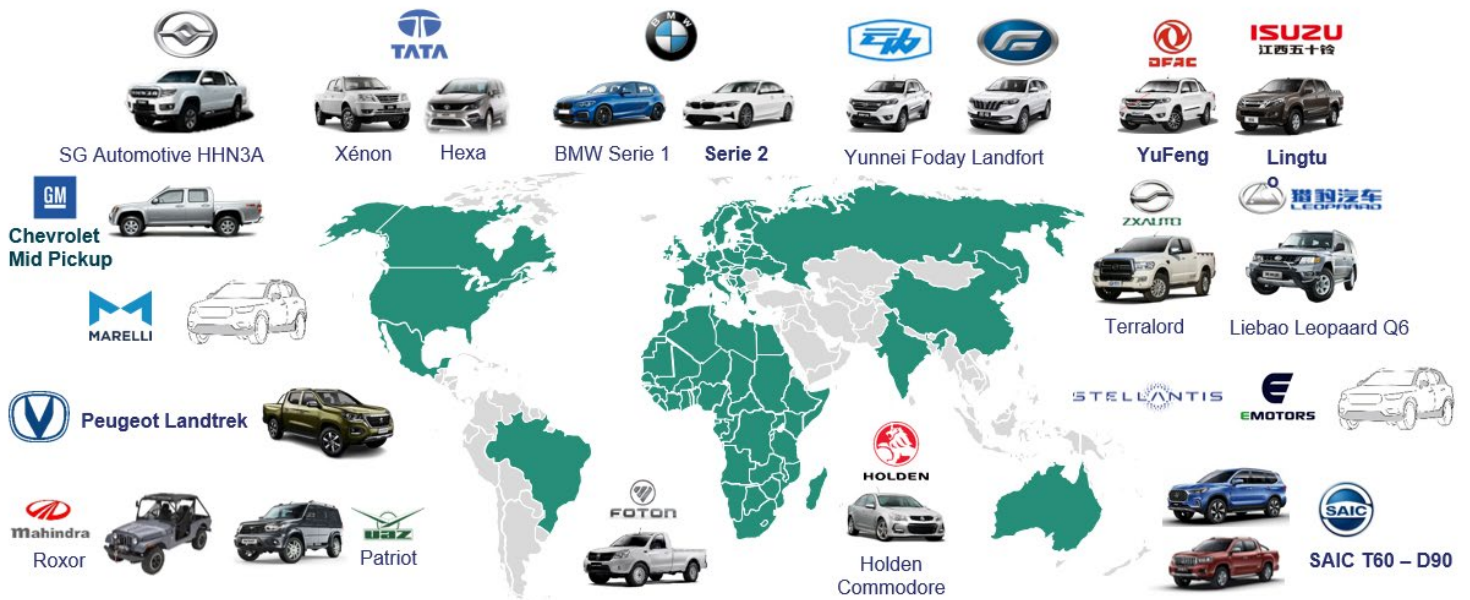 TATA
BMW
DFAC
ISUZU
江西五十铃
SG Automotive HHN3A
Xénon
Hexa
BMW Serie 1
Serie 2
Yunnei Foday Landfort
YuFeng
Lingtu
o
GM
Chevrolet
Mid Pickup
ZXAUTO
猎豹汽车
LEOPAARD
MARELLI
Terralord
Liebao Leopaard Q6
Peugeot Landtrek
STELLANTIS
EMOTORS
HOLDEN
Mahindra
Roxor
UAZ
Patriot
FOTON
Holden
Commodore
SAIC
SAIC T60 – D90